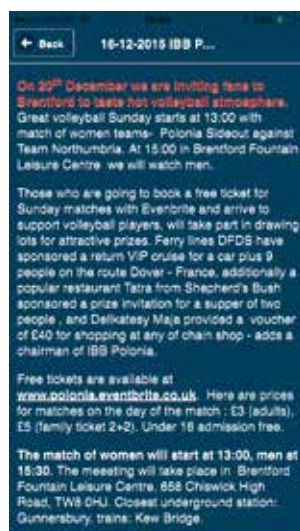 Back 16-12-2015 IBB P...
On 20th December we are inviting fans to
Brentford to taste hot volleyball atmosphere.
Great volleyball Sunday starts at 13:00 with
match of women teams- Polonia Sideout against
Team Northumbria. At 15:00 in Brentford Fountain
Leisure Centre we will watch men.
Those who are going to book a free ticket for
Sunday matches with Evenbrite and arrive to
support volleyball players, will take part in drawing
lots for attractive prizes. Ferry lines DFDS have
sponsored a return VIP cruise for a car plus 9
people on the route Dover - France, additionally a
popular restaurant Tatra from Shepherd's Bush
sponsored a prize invitation for a supper of two
people , and Delikatesy Maja provided a voucher
of £40 for shopping at any of chain shop - adds a
chairman of IBB Polonia.
Free tickets are available at
www.polonia.eventbrite.co.uk. Here are prices
for matches on the day of the match : £3 (adults),
£5 (family ticket 2+2). Under 16 admission free.
The match of women will start at 13:00, men at
15:30. The meeeting will take place in Brentford
Fountain Leisure Centre, 658 Chiswick High
Road, TW8 0HJ. Closest underground station:
Gunnersbury, trains: Kew Bridge